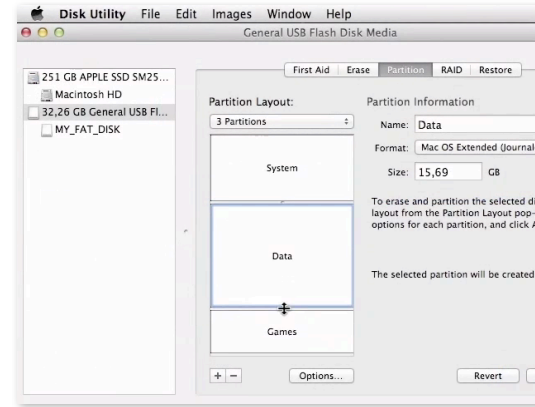 Disk Utility File Edit Images Window Help
General USB Flash Disk Media
251 GB APPLE SSD SM25...
Macintosh HD
32,26 GB General USB Fl...
MY_FAT_DISK
First Aid Erase Partition RAID Restore
Partition Layout:
3 Partitions
System
Data
Games
+ −
Options...
Partition Information
Name: Data
Format: Mac OS Extended (Journal
Size: 15,69 GB
To erase and partition the selected di
layout from the Partition Layout pop-
options for each partition, and click A
The selected partition will be created
Revert